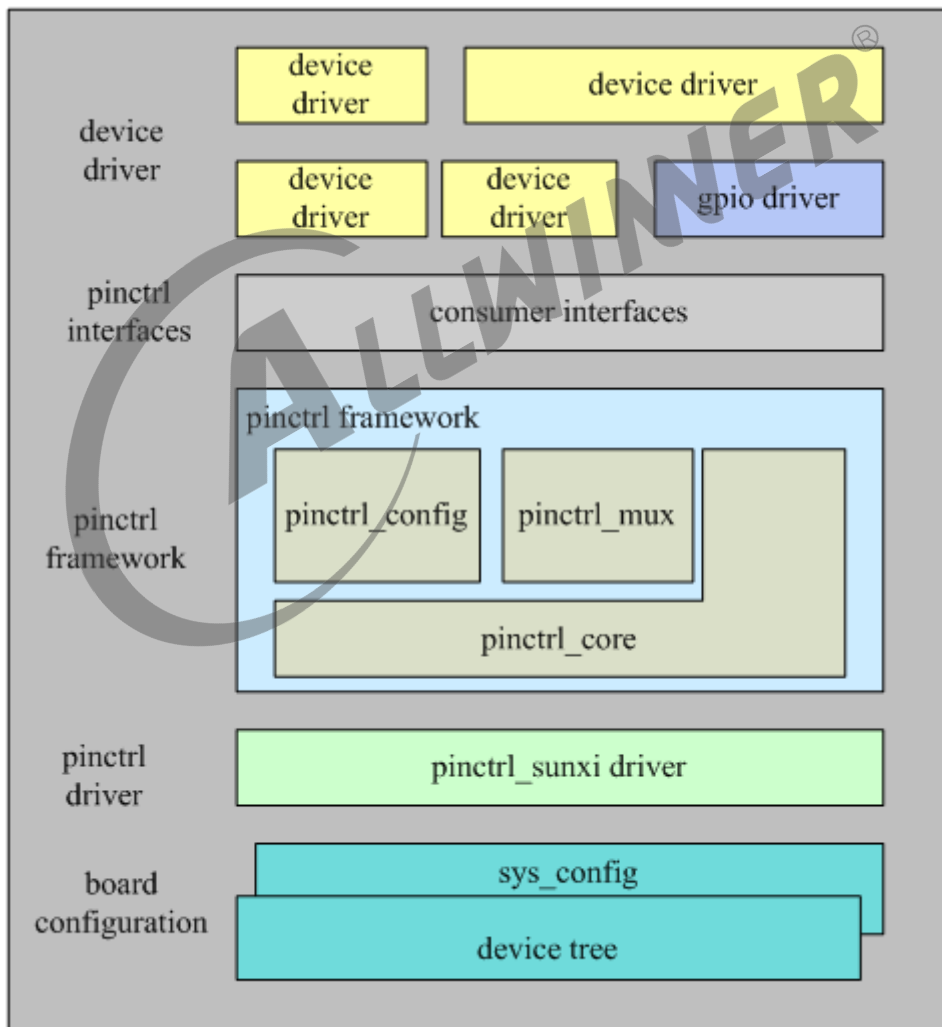 device
driver
device driver
device
driver
device
driver
device
driver
gpio driver
pinctrl
interfaces
consumer interfaces
pinctrl framework
pinctrl_config
pinctrl_mux
pinctrl
framework
pinctrl_core
pinctrl
driver
pinctrl_sunxi driver
board
configuration
sys_config
device tree
ALLWINNER®